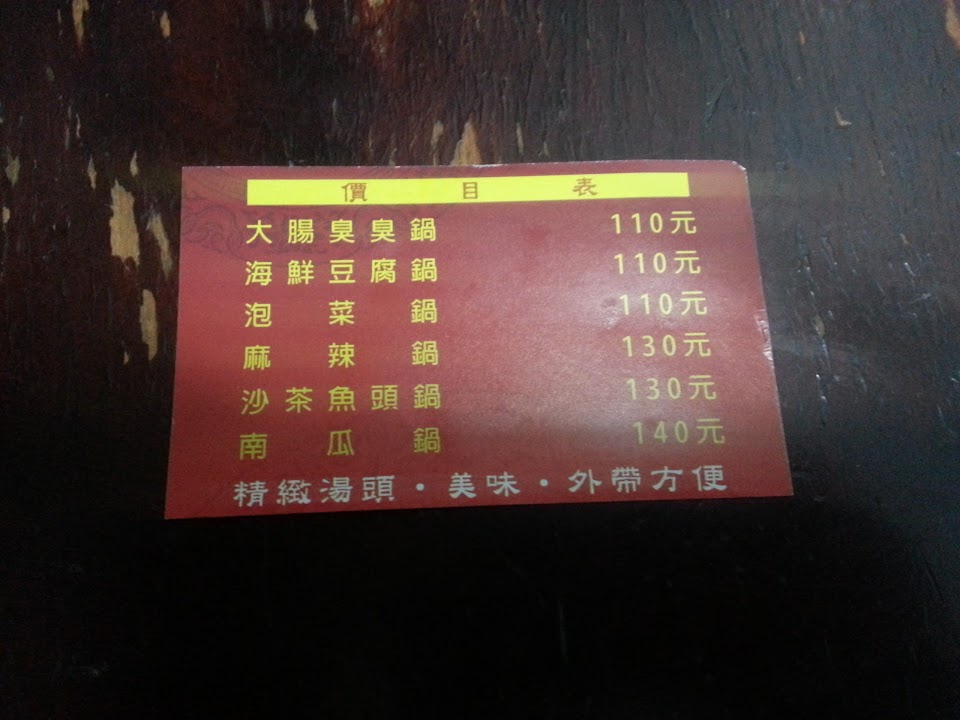 價目表
大腸臭臭鍋 110元
海鮮豆腐鍋 110元
泡菜鍋 110元
麻辣鍋 130元
沙茶魚頭鍋 130元
南瓜鍋 140元
精緻湯頭・美味・外帶方便